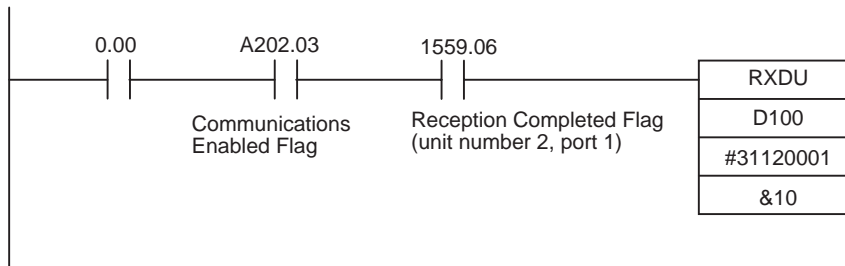 0.00
A202.03
1559.06
RXDU
D100
#31120001
&10
Communications
Enabled Flag
Reception Completed Flag
(unit number 2, port 1)